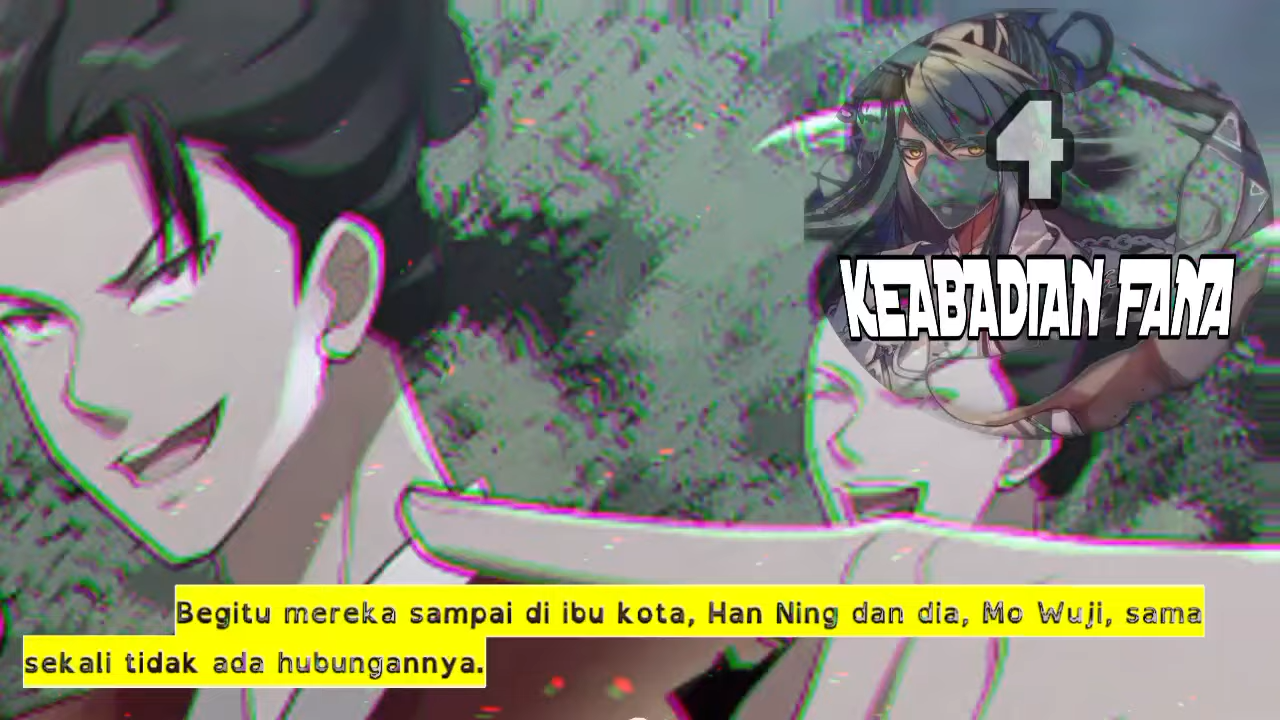 4
KEABADIAN FANA
Begitu mereka sampai di ibu kota, Han Ning dan dia, Mo Wuji, sama
sekali tidak ada hubungannya.